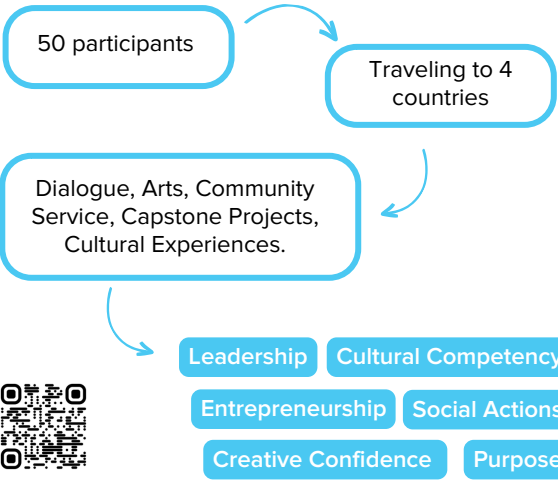 50 participants
Traveling to 4
countries
Dialogue, Arts, Community
Service, Capstone Projects,
Cultural Experiences.
Leadership
Cultural Competency
Entrepreneurship
Social Actions
Creative Confidence
Purpose